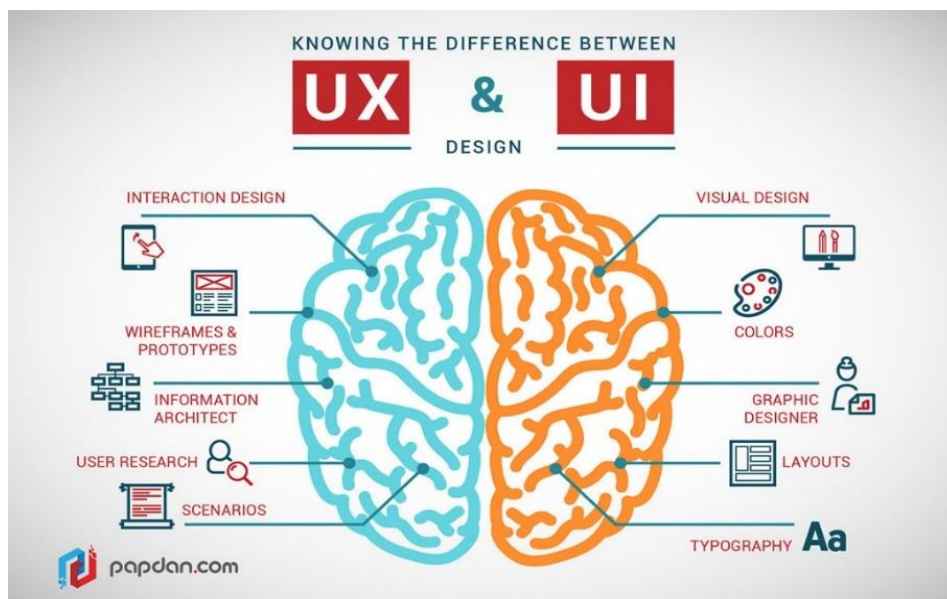 KNOWING THE DIFFERENCE BETWEEN
UX & UI
DESIGN
INTERACTION DESIGN
WIREFRAMES &
PROTOTYPES
INFORMATION
ARCHITECT
USER RESEARCH
SCENARIOS
VISUAL DESIGN
COLORS
GRAPHIC
DESIGNER
LAYOUTS
TYPOGRAPHY Aa
papdan.com